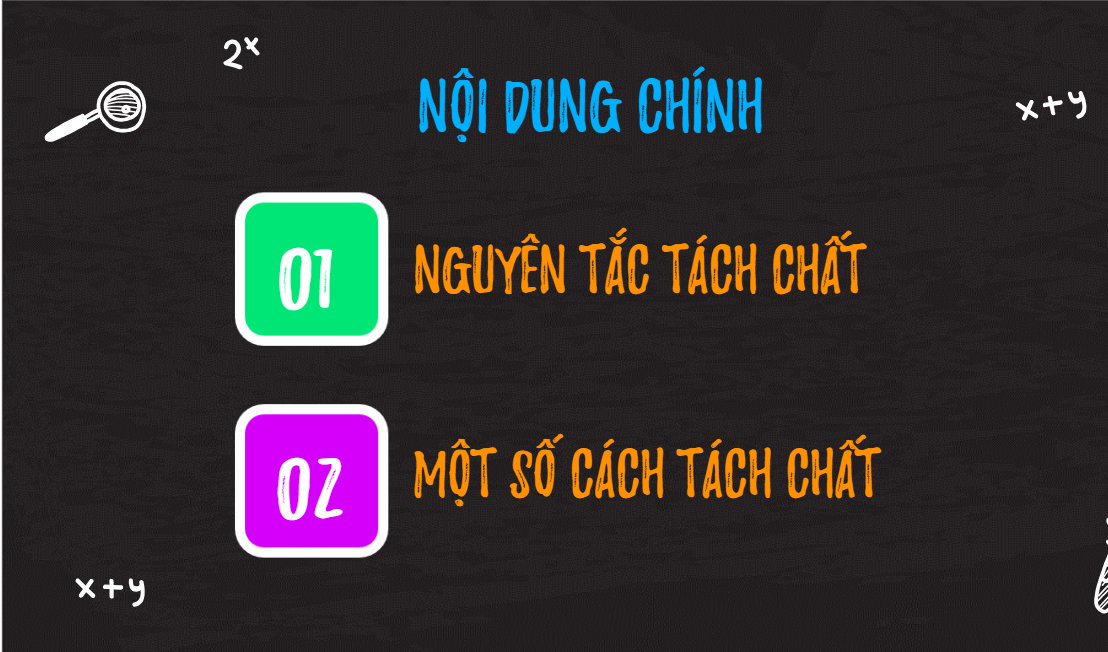 2ˣ
NỘI DUNG CHÍNH
x+y
01
NGUYÊN TẮC TÁCH CHẤT
02
MỘT SỐ CÁCH TÁCH CHẤT
x+y